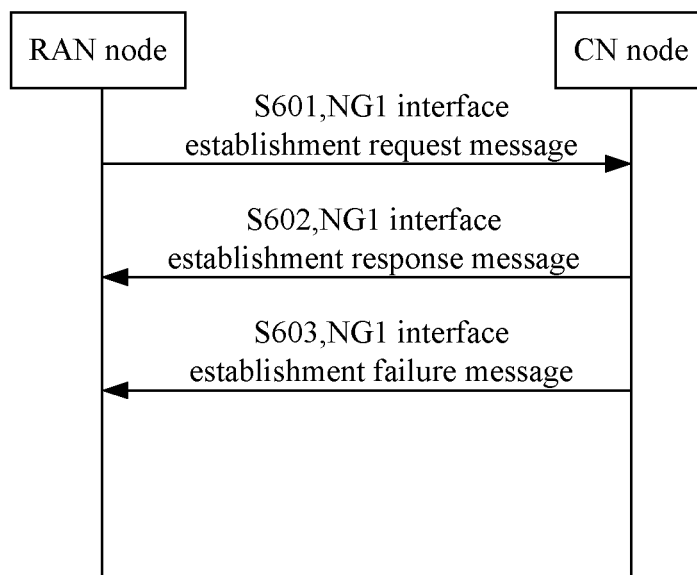 RAN node
CN node
S601,NG1 interface
establishment request message
S602,NG1 interface
establishment response message
S603,NG1 interface
establishment failure message